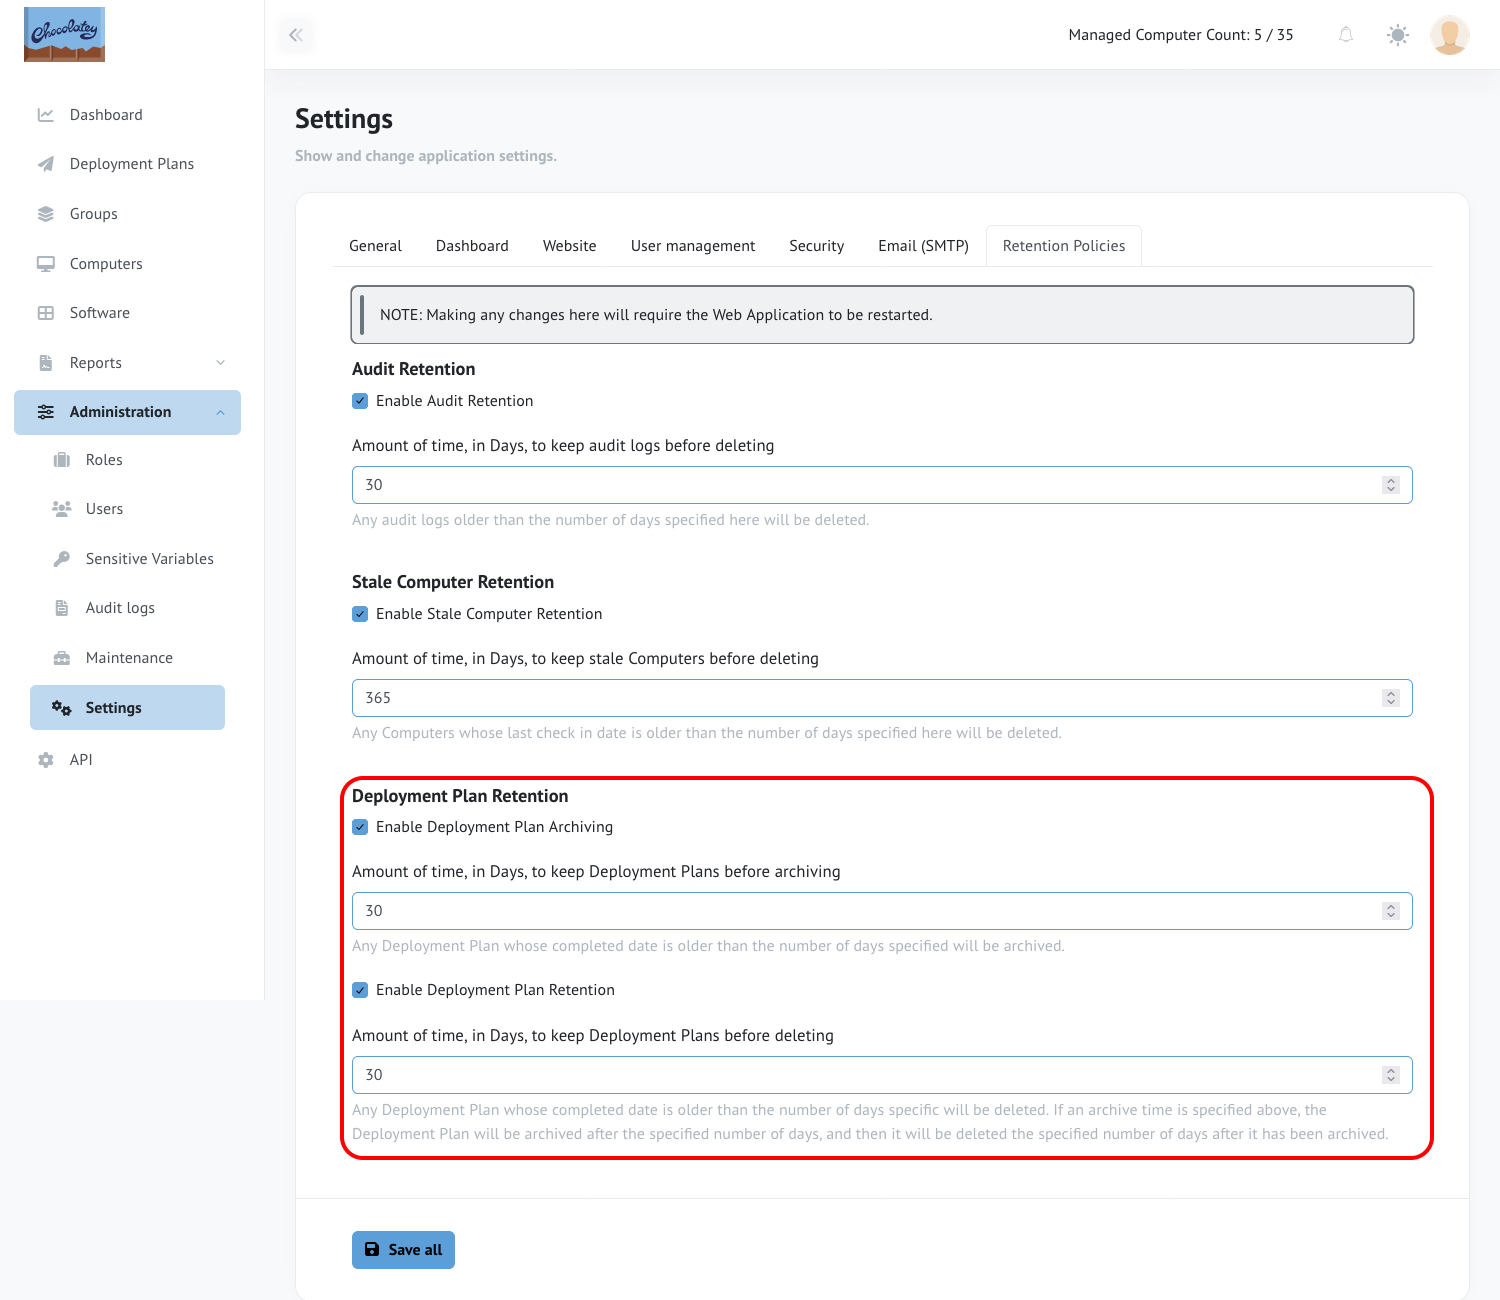 Chocolatey
Managed Computer Count: 5 / 35
Dashboard
Deployment Plans
Groups
Computers
Software
Reports
Administration
Roles
Users
Sensitive Variables
Audit logs
Maintenance
Settings
API
Settings
Show and change application settings.
General Dashboard Website User management Security Email (SMTP) Retention Policies
NOTE: Making any changes here will require the Web Application to be restarted.
Audit Retention
Enable Audit Retention
Amount of time, in Days, to keep audit logs before deleting
30
Any audit logs older than the number of days specified here will be deleted.
Stale Computer Retention
Enable Stale Computer Retention
Amount of time, in Days, to keep stale Computers before deleting
365
Any Computers whose last check in date is older than the number of days specified here will be deleted.
Deployment Plan Retention
Enable Deployment Plan Archiving
Amount of time, in Days, to keep Deployment Plans before archiving
30
Any Deployment Plan whose completed date is older than the number of days specified will be archived.
Enable Deployment Plan Retention
Amount of time, in Days, to keep Deployment Plans before deleting
30
Any Deployment Plan whose completed date is older than the number of days specific will be deleted. If an archive time is specified above, the
Deployment Plan will be archived after the specified number of days, and then it will be deleted the specified number of days after it has been archived.
Save all